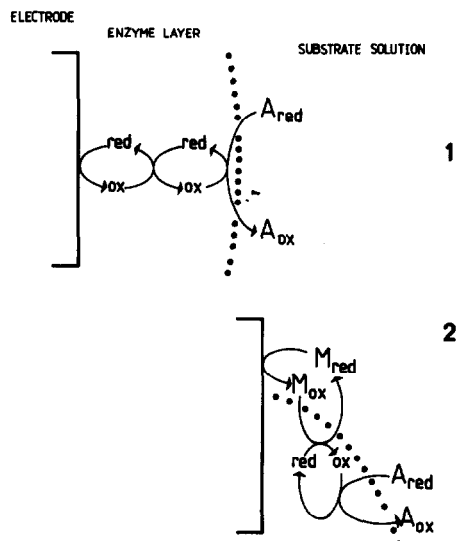 ELECTRODE
ENZYME LAYER
SUBSTRATE SOLUTION
A red
red red
1
ox ox
A ox
2
M red
M ox
red ox
A red
A ox